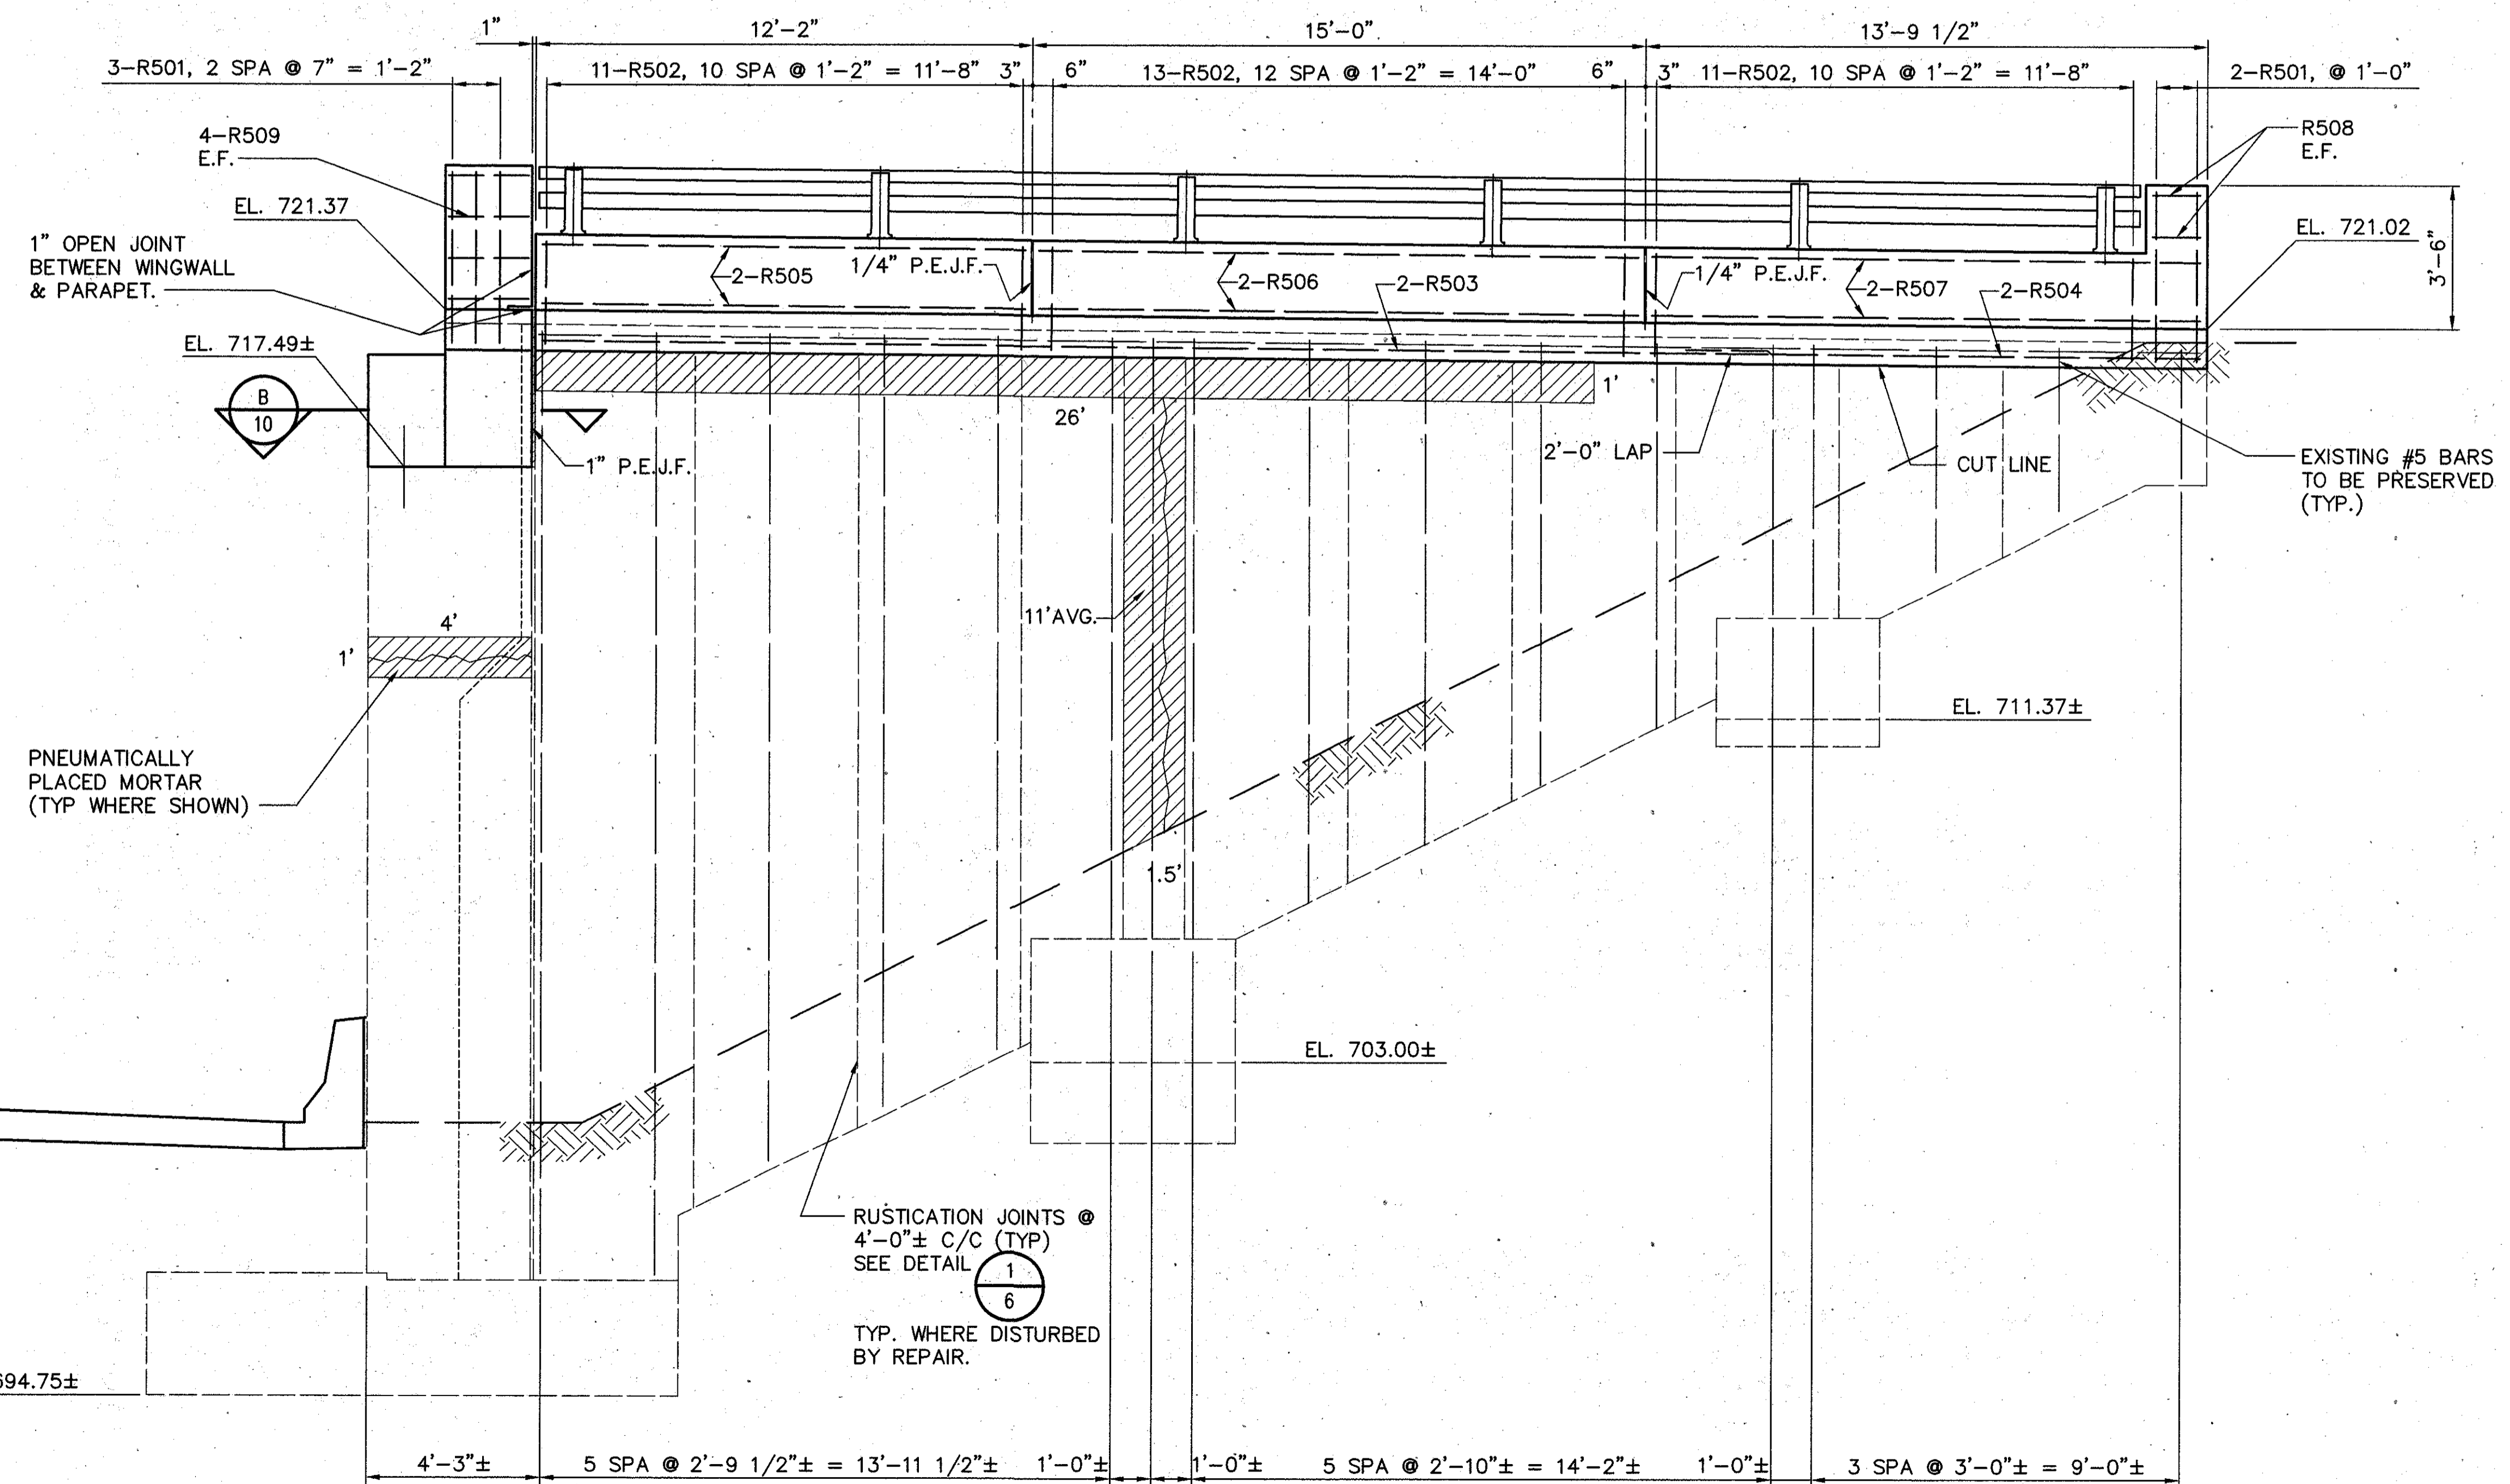 1" 12'-2" 15'-0" 13'-9 1/2"
3-R501, 2 SPA @ 7" = 1'-2" 11-R502, 10 SPA @ 1'-2" = 11'-8" 3" 6" 13-R502, 12 SPA @ 1'-2" = 14'-0" 6" 3" 11-R502, 10 SPA @ 1'-2" = 11'-8" 2-R501, @ 1'-0"
4-R509
E.F.
R508
E.F.
EL. 721.37
EL. 721.02
3'-6"
1" OPEN JOINT
BETWEEN WINGWALL
& PARAPET.
2-R505
1/4" P.E.J.F.
2-R506
2-R503
1/4" P.E.J.F.
2-R507
2-R504
EL. 717.49±
B
10
26'
1'
1" P.E.J.F.
2'-0" LAP
CUT LINE
EXISTING #5 BARS
TO BE PRESERVED
(TYP.)
4'
1'
11'AVG.
PNEUMATICALLY
PLACED MORTAR
(TYP WHERE SHOWN)
EL. 711.37±
1.5'
EL. 703.00±
RUSTICATION JOINTS @
4'-0"± C/C (TYP)
SEE DETAIL
1
6
TYP. WHERE DISTURBED
BY REPAIR.
694.75±
4'-3"± 5 SPA @ 2'-9 1/2"± = 13'-11 1/2"± 1'-0"± 1'-0"± 5 SPA @ 2'-10"± = 14'-2"± 1'-0"± 3 SPA @ 3'-0"± = 9'-0"±